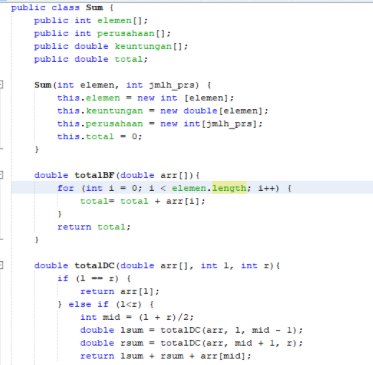 public class Sum {
    public int elemen[];
    public int perusahaan[];
    public double keuntungan[];
    public double total;
    Sum(int elemen, int jmlh_prs) {
        this.elemen = new int [elemen];
        this.keuntungan = new double[elemen];
        this.perusahaan = new int[jmlh_prs];
        this.total = 0;
    }
    double totalBF(double arr[]){
        for (int i = 0; i < elemen.length; i++) {
            total= total + arr[i];
        }
        return total;
    }
    double totalDC(double arr[], int l, int r){
        if (l == r) {
            return arr[l];
        } else if (l<r) {
            int mid = (l + r)/2;
            double lsum = totalDC(arr, l, mid - 1);
            double rsum = totalDC(arr, mid + 1, r);
            return lsum + rsum + arr[mid];